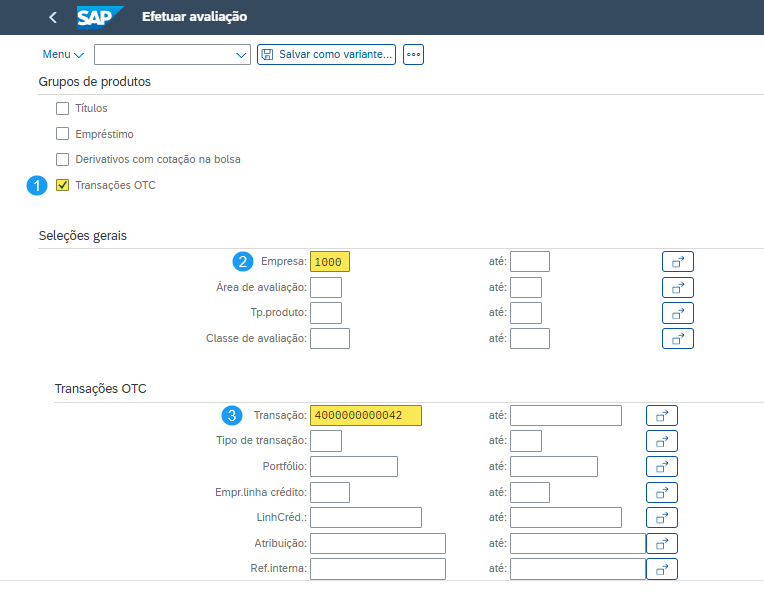 SAP Efetuar avaliação
Menu Salvar como variante...
Grupos de produtos
Títulos
Empréstimo
Derivativos com cotação na bolsa
1 Transações OTC
Seleções gerais
2 Empresa: 1000 até:
Área de avaliação: até:
Tp.produto: até:
Classe de avaliação: até:
Transações OTC
3 Transação: 4000000000042 até:
Tipo de transação: até:
Portfólio: até:
Empr.linha crédito: até:
LinhCréd.: até:
Atribuição: até:
Ref.interna: até: